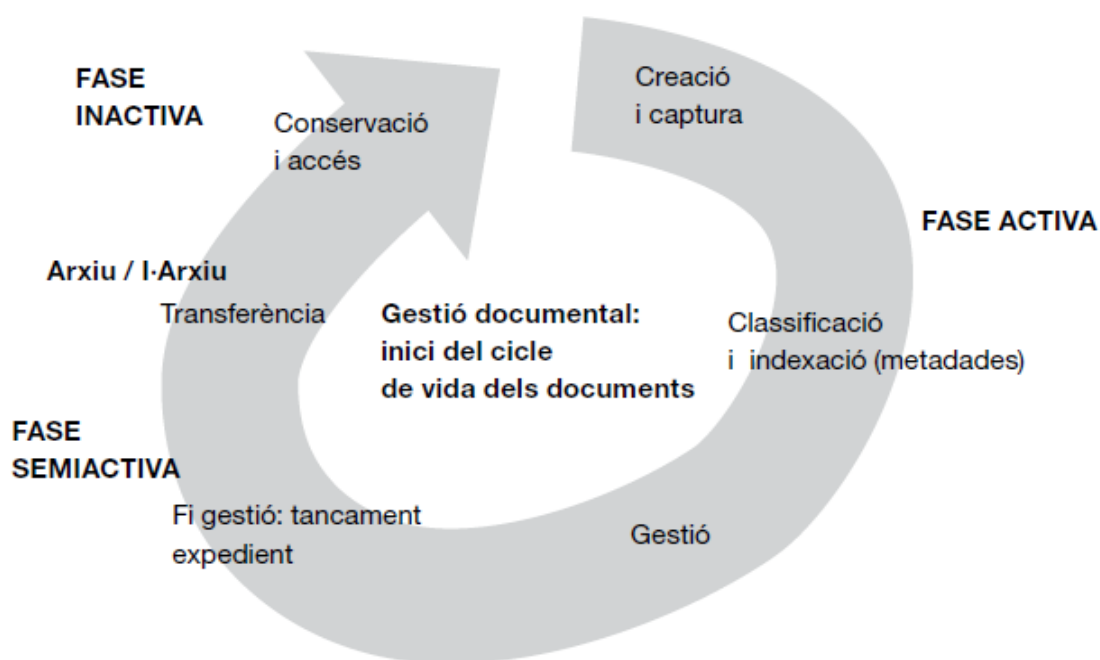 FASE
INACTIVA
Conservació
i accés
Creació
i captura
FASE ACTIVA
Arxiu / I·Arxiu
Transferència
Gestió documental:
inici del cicle
de vida dels documents
Classificació
i indexació (metadades)
FASE
SEMIACTIVA
Fi gestió: tancament
expedient
Gestió